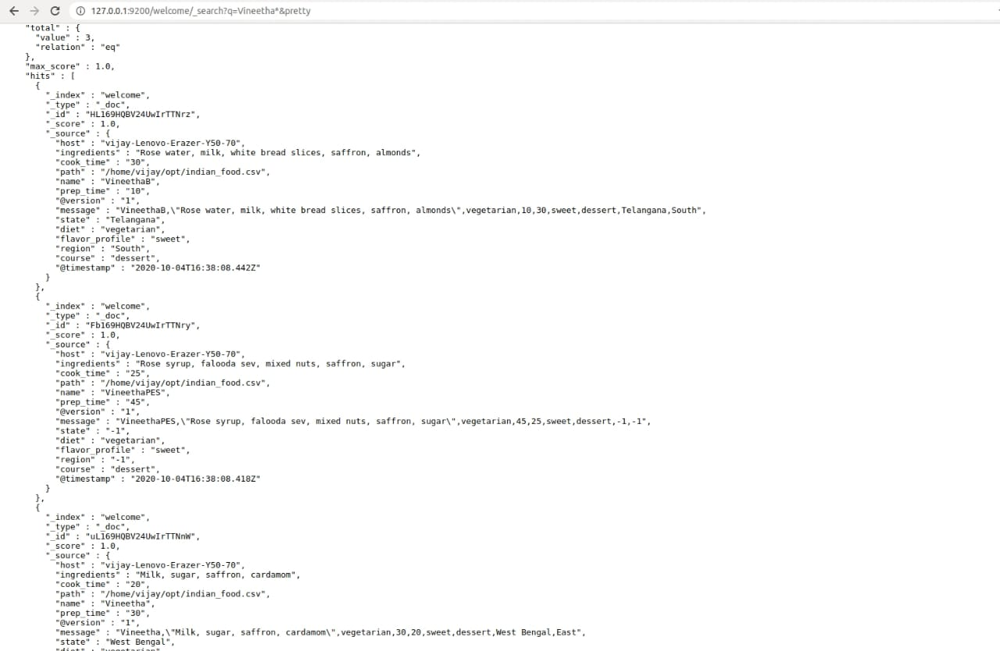 127.0.0.1:9200/welcome/_search?q=Vineetha*&pretty
"total" : {
"value" : 3,
"relation" : "eq"
},
"max_score" : 1.0,
"hits" : [
{
"_index" : "welcome",
"_type" : "_doc",
"_id" : "HL169HQBV24UwIrTTNrz",
"_score" : 1.0,
"_source" : {
"host" : "vijay-Lenovo-Erazer-Y50-70",
"ingredients" : "Rose water, milk, white bread slices, saffron, almonds",
"cook_time" : "30",
"path" : "/home/vijay/opt/indian_food.csv",
"name" : "VineethaB",
"prep_time" : "10",
"@version" : "1",
"message" : "VineethaB,\"Rose water, milk, white bread slices, saffron, almonds\",vegetarian,10,30,sweet,dessert,Telangana,South",
"state" : "Telangana",
"diet" : "vegetarian",
"flavor_profile" : "sweet",
"region" : "South",
"course" : "dessert",
"@timestamp" : "2020-10-04T16:38:08.442Z"
}
},
{
"_index" : "welcome",
"_type" : "_doc",
"_id" : "Fb169HQBV24UwIrTTNry",
"_score" : 1.0,
"_source" : {
"host" : "vijay-Lenovo-Erazer-Y50-70",
"ingredients" : "Rose syrup, falooda sev, mixed nuts, saffron, sugar",
"cook_time" : "25",
"path" : "/home/vijay/opt/indian_food.csv",
"name" : "VineethaPES",
"prep_time" : "45",
"@version" : "1",
"message" : "VineethaPES,\"Rose syrup, falooda sev, mixed nuts, saffron, sugar\",vegetarian,45,25,sweet,dessert,-1,-1",
"state" : "-1",
"diet" : "vegetarian",
"flavor_profile" : "sweet",
"region" : "-1",
"course" : "dessert",
"@timestamp" : "2020-10-04T16:38:08.418Z"
}
},
{
"_index" : "welcome",
"_type" : "_doc",
"_id" : "uL169HQBV24UwIrTTNnW",
"_score" : 1.0,
"_source" : {
"host" : "vijay-Lenovo-Erazer-Y50-70",
"ingredients" : "Milk, sugar, saffron, cardamom",
"cook_time" : "20",
"path" : "/home/vijay/opt/indian_food.csv",
"name" : "Vineetha",
"prep_time" : "30",
"@version" : "1",
"message" : "Vineetha,\"Milk, sugar, saffron, cardamom\",vegetarian,30,20,sweet,dessert,West Bengal,East",
"state" : "West Bengal",
"diet" : "vegetarian"